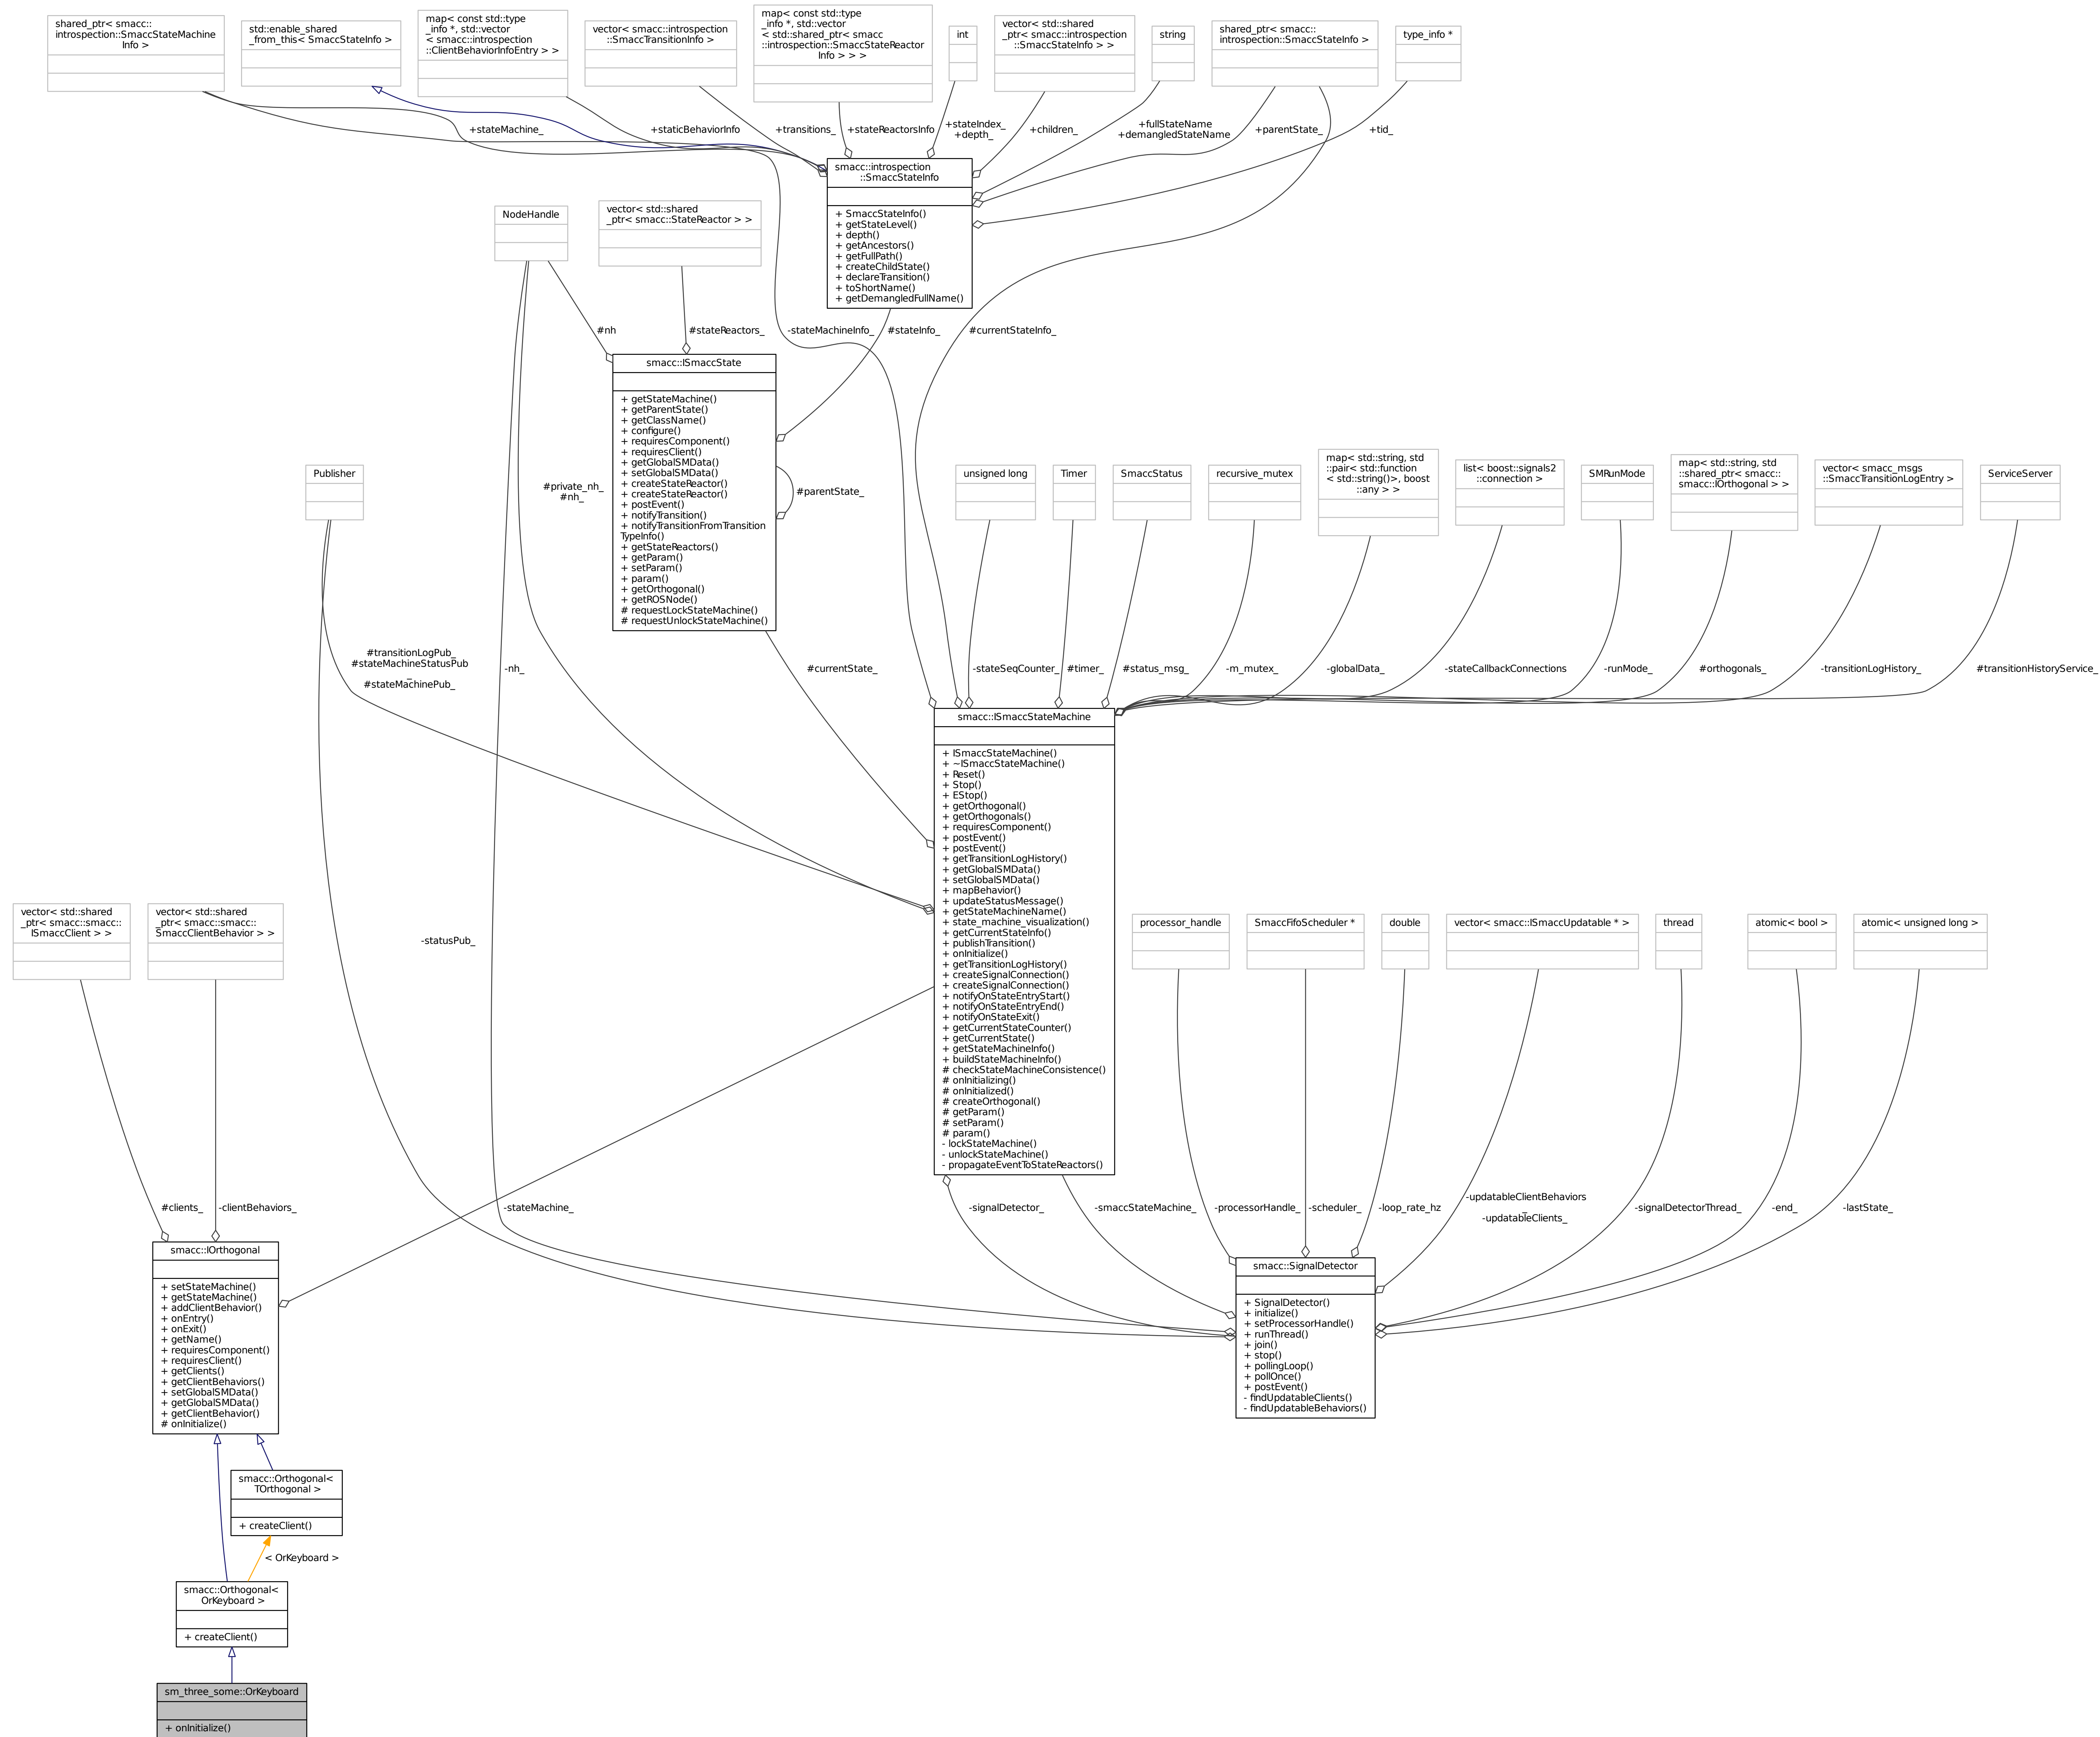 shared_ptr< smacc::
introspection::SmaccStateMachine
Info >
std::enable_shared
_from_this< SmaccStateInfo >
map< const std::type
_info *, std::vector
< smacc::introspection
::ClientBehaviorInfoEntry > >
vector< smacc::introspection
::SmaccTransitionInfo >
map< const std::type
_info *, std::vector
< std::shared_ptr< smacc
::introspection::SmaccStateReactor
Info > > >
int
vector< std::shared
_ptr< smacc::introspection
::SmaccStateInfo > >
string
shared_ptr< smacc::
introspection::SmaccStateInfo >
type_info *
+stateMachine_
+staticBehaviorInfo
+transitions_
+stateReactorsInfo
+stateIndex_
+depth_
+children_
+fullStateName
+demangledStateName
+parentState_
+tid_
smacc::introspection
::SmaccStateInfo
+ SmaccStateInfo()
+ getStateLevel()
+ depth()
+ getAncestors()
+ getFullPath()
+ createChildState()
+ declareTransition()
+ toShortName()
+ getDemangledFullName()
NodeHandle
vector< std::shared
_ptr< smacc::StateReactor > >
#nh
#stateReactors_
-stateMachineInfo_
#stateInfo_
#currentStateInfo_
smacc::ISmaccState
+ getStateMachine()
+ getParentState()
+ getClassName()
+ configure()
+ requiresComponent()
+ requiresClient()
+ getGlobalSMData()
+ setGlobalSMData()
+ createStateReactor()
+ createStateReactor()
+ postEvent()
+ notifyTransition()
+ notifyTransitionFromTransition
TypeInfo()
+ getStateReactors()
+ getParam()
+ setParam()
+ param()
+ getOrthogonal()
+ getROSNode()
# requestLockStateMachine()
# requestUnlockStateMachine()
#parentState_
Publisher
#private_nh_
#nh_
unsigned long
Timer
SmaccStatus
recursive_mutex
map< std::string, std
::pair< std::function
< std::string()>, boost
::any > >
list< boost::signals2
::connection >
SMRunMode
map< std::string, std
::shared_ptr< smacc::
smacc::IOrthogonal > >
vector< smacc_msgs
::SmaccTransitionLogEntry >
ServiceServer
#transitionLogPub_
#stateMachineStatusPub
_
#stateMachinePub_
-nh_
#currentState_
-stateSeqCounter_
#timer_
#status_msg_
-m_mutex_
-globalData_
-stateCallbackConnections
-runMode_
#orthogonals_
-transitionLogHistory_
#transitionHistoryService_
smacc::ISmaccStateMachine
+ ISmaccStateMachine()
+ ~ISmaccStateMachine()
+ Reset()
+ Stop()
+ EStop()
+ getOrthogonal()
+ getOrthogonals()
+ requiresComponent()
+ postEvent()
+ postEvent()
+ getTransitionLogHistory()
+ getGlobalSMData()
+ setGlobalSMData()
+ mapBehavior()
+ updateStatusMessage()
+ getStateMachineName()
+ state_machine_visualization()
+ getCurrentStateInfo()
+ publishTransition()
+ onInitialize()
+ getTransitionLogHistory()
+ createSignalConnection()
+ createSignalConnection()
+ notifyOnStateEntryStart()
+ notifyOnStateEntryEnd()
+ notifyOnStateExit()
+ getCurrentStateCounter()
+ getCurrentState()
+ getStateMachineInfo()
+ buildStateMachineInfo()
# checkStateMachineConsistence()
# onInitializing()
# onInitialized()
# createOrthogonal()
# getParam()
# setParam()
# param()
- lockStateMachine()
- unlockStateMachine()
- propagateEventToStateReactors()
vector< std::shared
_ptr< smacc::smacc::
ISmaccClient > >
vector< std::shared
_ptr< smacc::smacc::
SmaccClientBehavior > >
-statusPub_
processor_handle
SmaccFifoScheduler *
double
vector< smacc::ISmaccUpdatable * >
thread
atomic< bool >
atomic< unsigned long >
#clients_
-clientBehaviors_
-stateMachine_
-signalDetector_
-smaccStateMachine_
-processorHandle_
-scheduler_
-loop_rate_hz
-updatableClientBehaviors
_
-updatableClients_
-signalDetectorThread_
-end_
-lastState_
smacc::IOrthogonal
+ setStateMachine()
+ getStateMachine()
+ addClientBehavior()
+ onEntry()
+ onExit()
+ getName()
+ requiresComponent()
+ requiresClient()
+ getClients()
+ getClientBehaviors()
+ setGlobalSMData()
+ getGlobalSMData()
+ getClientBehavior()
# onInitialize()
smacc::SignalDetector
+ SignalDetector()
+ initialize()
+ setProcessorHandle()
+ runThread()
+ join()
+ stop()
+ pollingLoop()
+ pollOnce()
+ postEvent()
- findUpdatableClients()
- findUpdatableBehaviors()
smacc::Orthogonal<
TOrthogonal >
+ createClient()
< OrKeyboard >
smacc::Orthogonal<
OrKeyboard >
+ createClient()
sm_three_some::OrKeyboard
+ onInitialize()